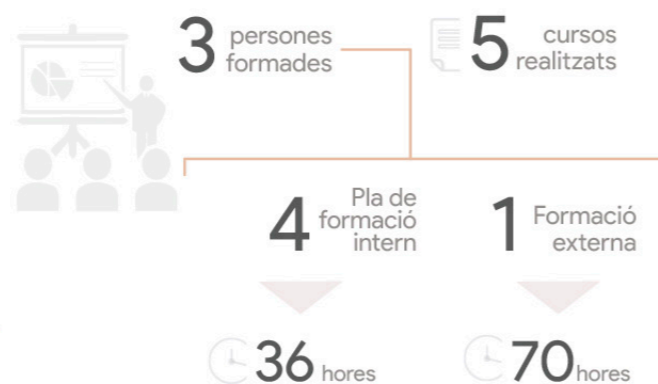 3 persones
formades
5 cursos
realitzats
4 Pla de
formació
intern
1 Formació
externa
36 hores
70 hores